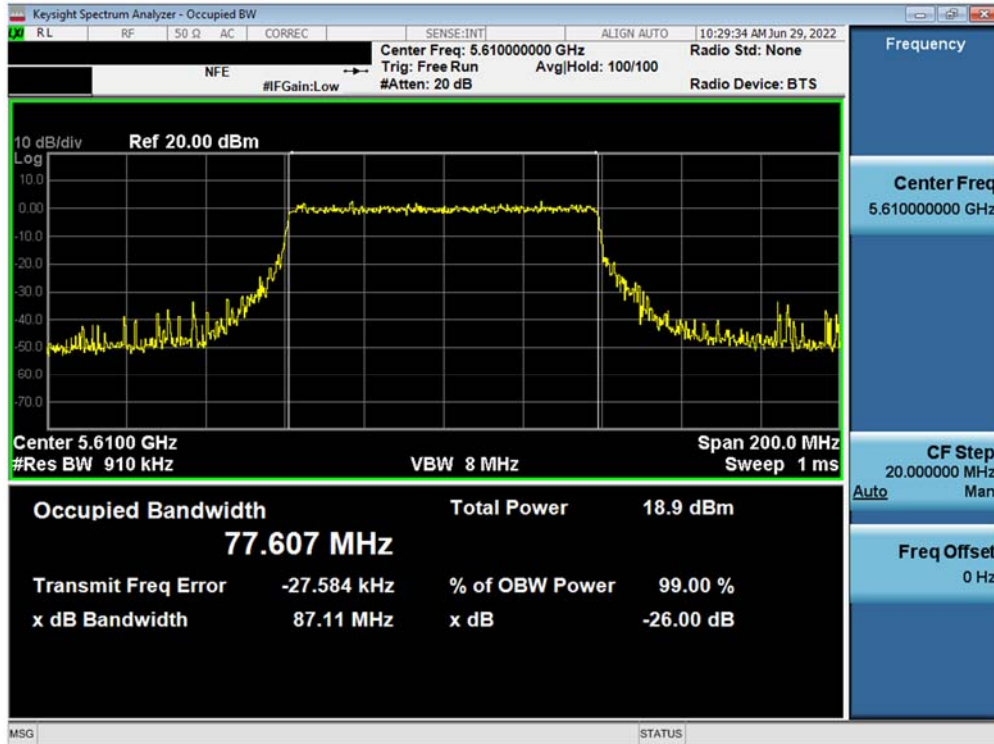 Keysight Spectrum Analyzer - Occupied BW
LXI RL RF 50 Ω AC CORREC SENSE:INT ALIGN AUTO 10:29:34 AM Jun 29, 2022
Center Freq: 5.610000000 GHz Radio Std: None
NFE Trig: Free Run Avg|Hold: 100/100
#IFGain:Low #Atten: 20 dB Radio Device: BTS
10 dB/div Ref 20.00 dBm
Log
10.0
0.00
-10.0
-20.0
-30.0
-40.0
-50.0
60.0
-70.0
Center 5.6100 GHz Span 200.0 MHz
#Res BW 910 kHz VBW 8 MHz Sweep 1 ms
Occupied Bandwidth Total Power 18.9 dBm
77.607 MHz
Transmit Freq Error -27.584 kHz % of OBW Power 99.00 %
x dB Bandwidth 87.11 MHz x dB -26.00 dB
Frequency
Center Freq
5.610000000 GHz
CF Step
20.000000 MHz
Auto Man
Freq Offset
0 Hz
MSG STATUS